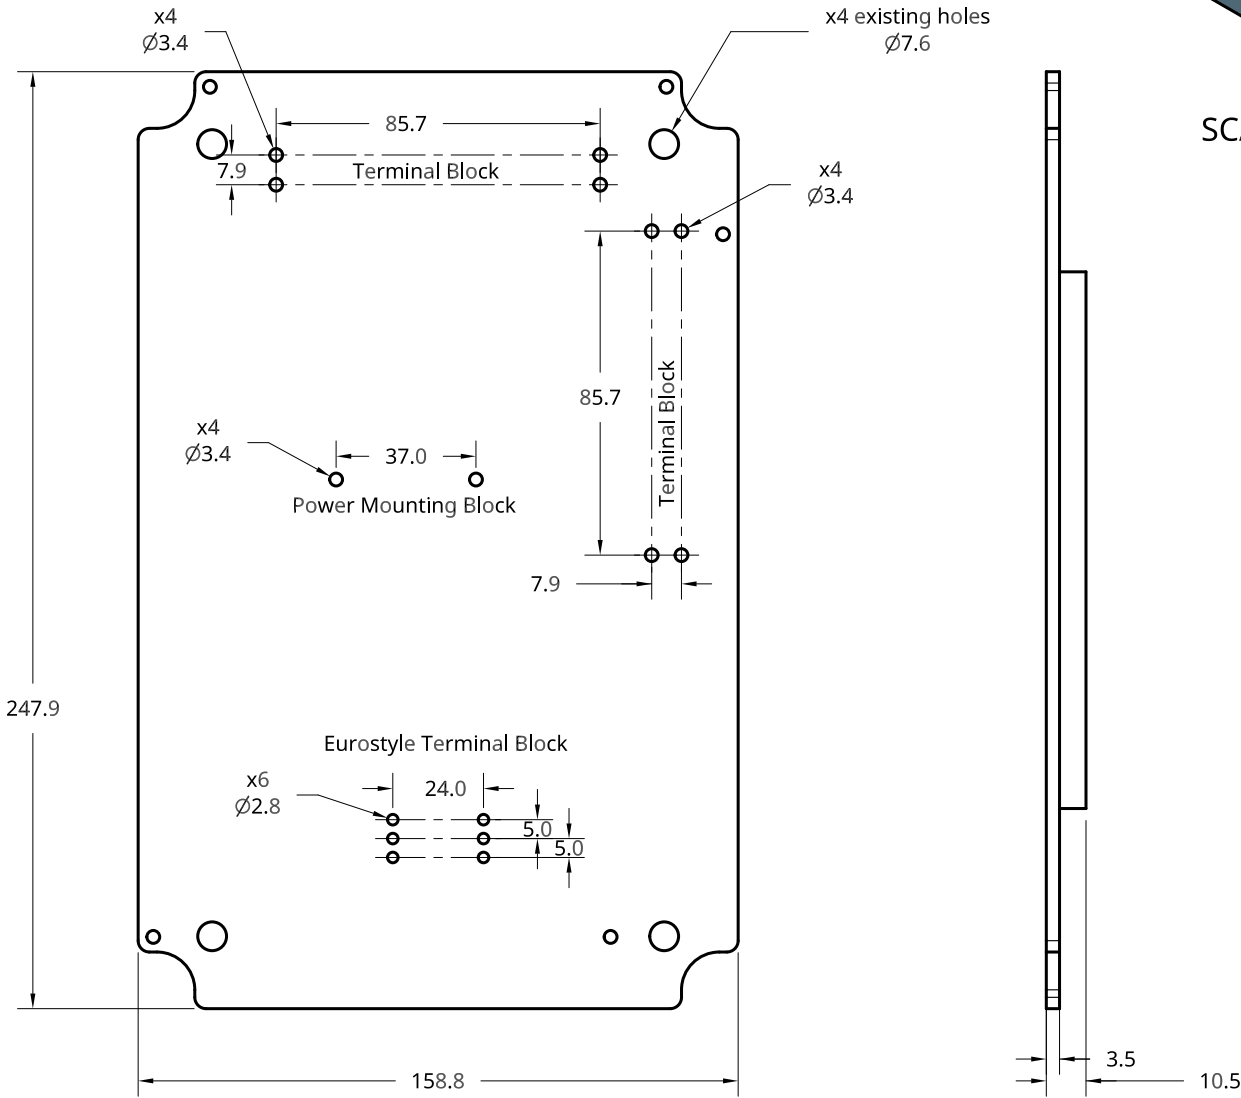 x4
Ø3.4
x4 existing holes
Ø7.6
85.7
7.9
Terminal Block
x4
Ø3.4
85.7
Terminal Block
x4
Ø3.4
37.0
Power Mounting Block
7.9
247.9
Eurostyle Terminal Block
x6
Ø2.8
24.0
5.0
5.0
158.8
3.5
10.5